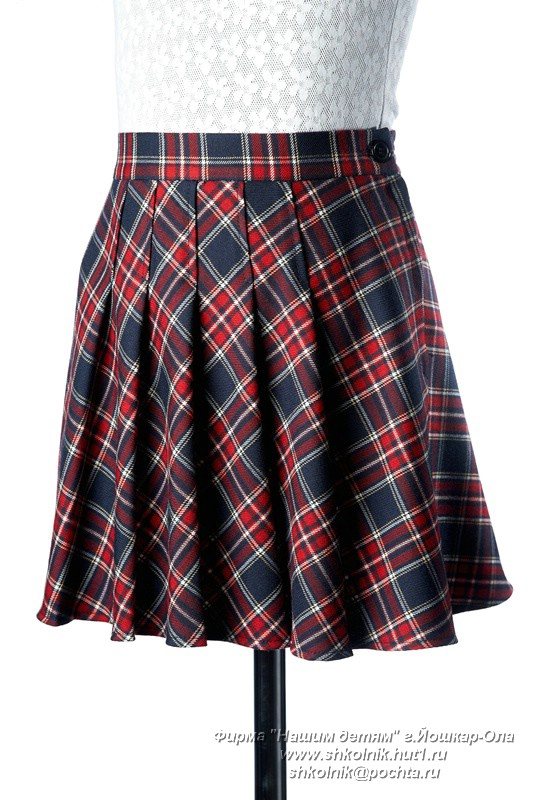 Фирма "Нашим детям" г.Йошкар-Ола
www.shkolnik.hut1.ru
shkolnik@pochta.ru